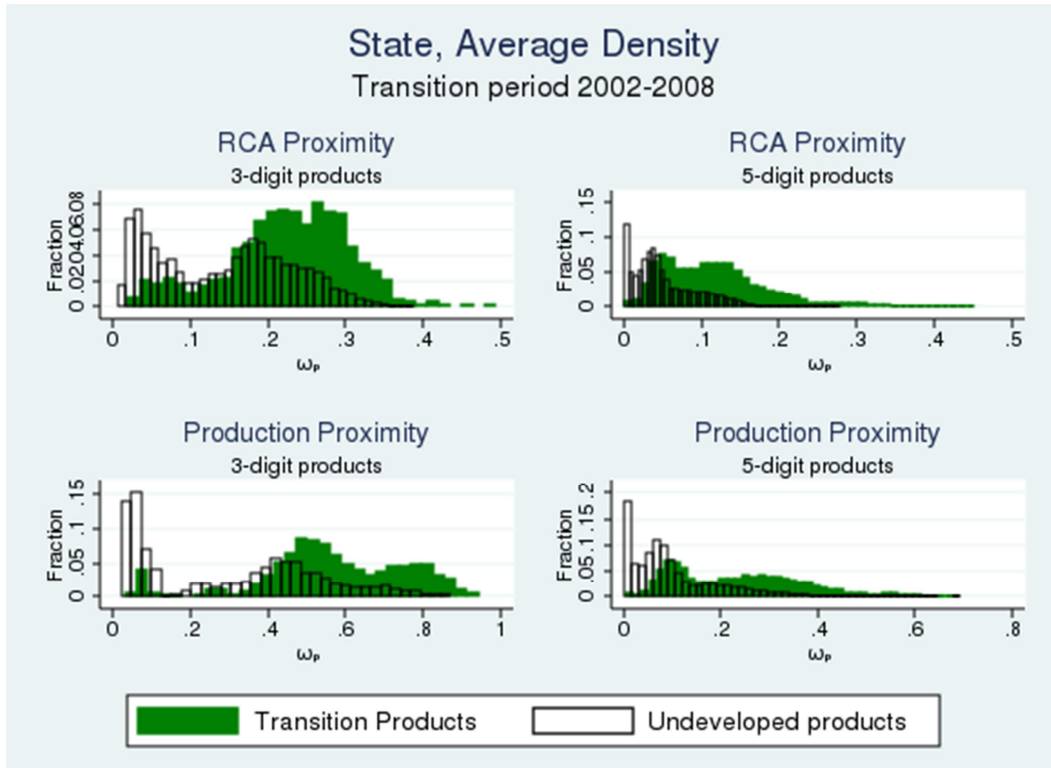 State, Average Density
Transition period 2002-2008
RCA Proximity
3-digit products
Fraction
0 .02.04.06.08
0 .1 .2 .3 .4 .5
ωₚ
RCA Proximity
5-digit products
Fraction
0 .05 .1 .15
0 .1 .2 .3 .4 .5
ωₚ
Production Proximity
3-digit products
Fraction
0 .05 .1 .15
0 .2 .4 .6 .8 1
ωₚ
Production Proximity
5-digit products
Fraction
0 .05 .1 .15 .2
0 .2 .4 .6 .8
ωₚ
Transition Products
Undeveloped products